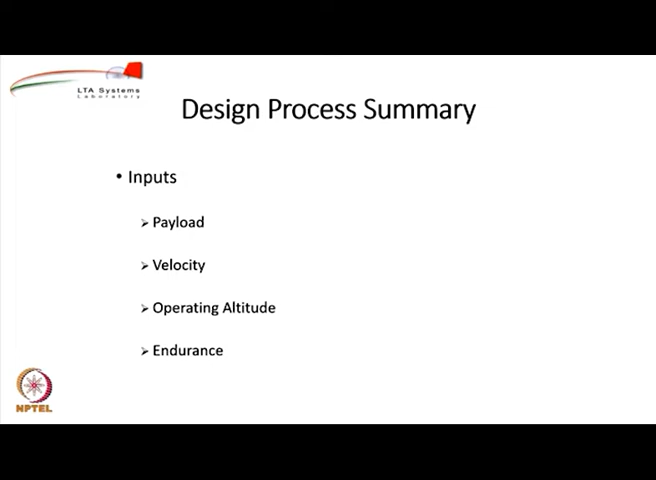 LTA Systems
Laboratory
Design Process Summary
• Inputs
➢ Payload
➢ Velocity
➢ Operating Altitude
➢ Endurance
NPTEL